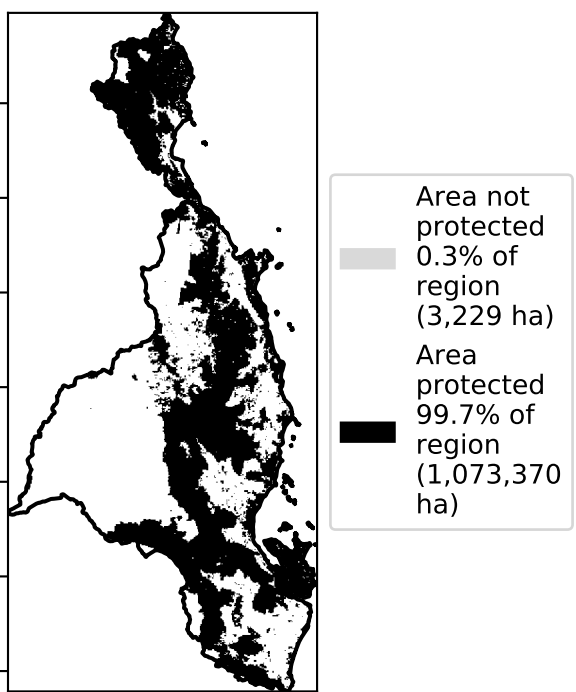 Area not
protected
0.3% of
region
(3,229 ha)
Area
protected
99.7% of
region
(1,073,370
ha)